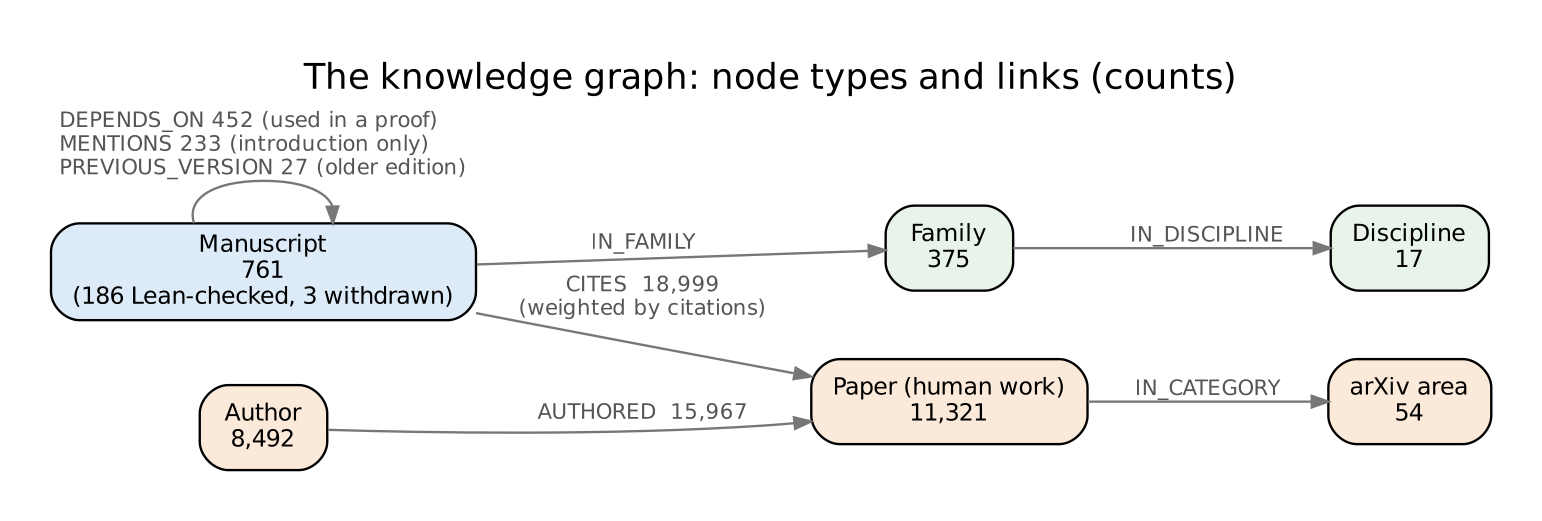 The knowledge graph: node types and links (counts)
DEPENDS_ON 452 (used in a proof)
MENTIONS 233 (introduction only)
PREVIOUS_VERSION 27 (older edition)
Manuscript
761
(186 Lean-checked, 3 withdrawn)
IN_FAMILY
Family
375
IN_DISCIPLINE
Discipline
17
CITES 18,999
(weighted by citations)
Author
8,492
AUTHORED 15,967
Paper (human work)
11,321
IN_CATEGORY
arXiv area
54